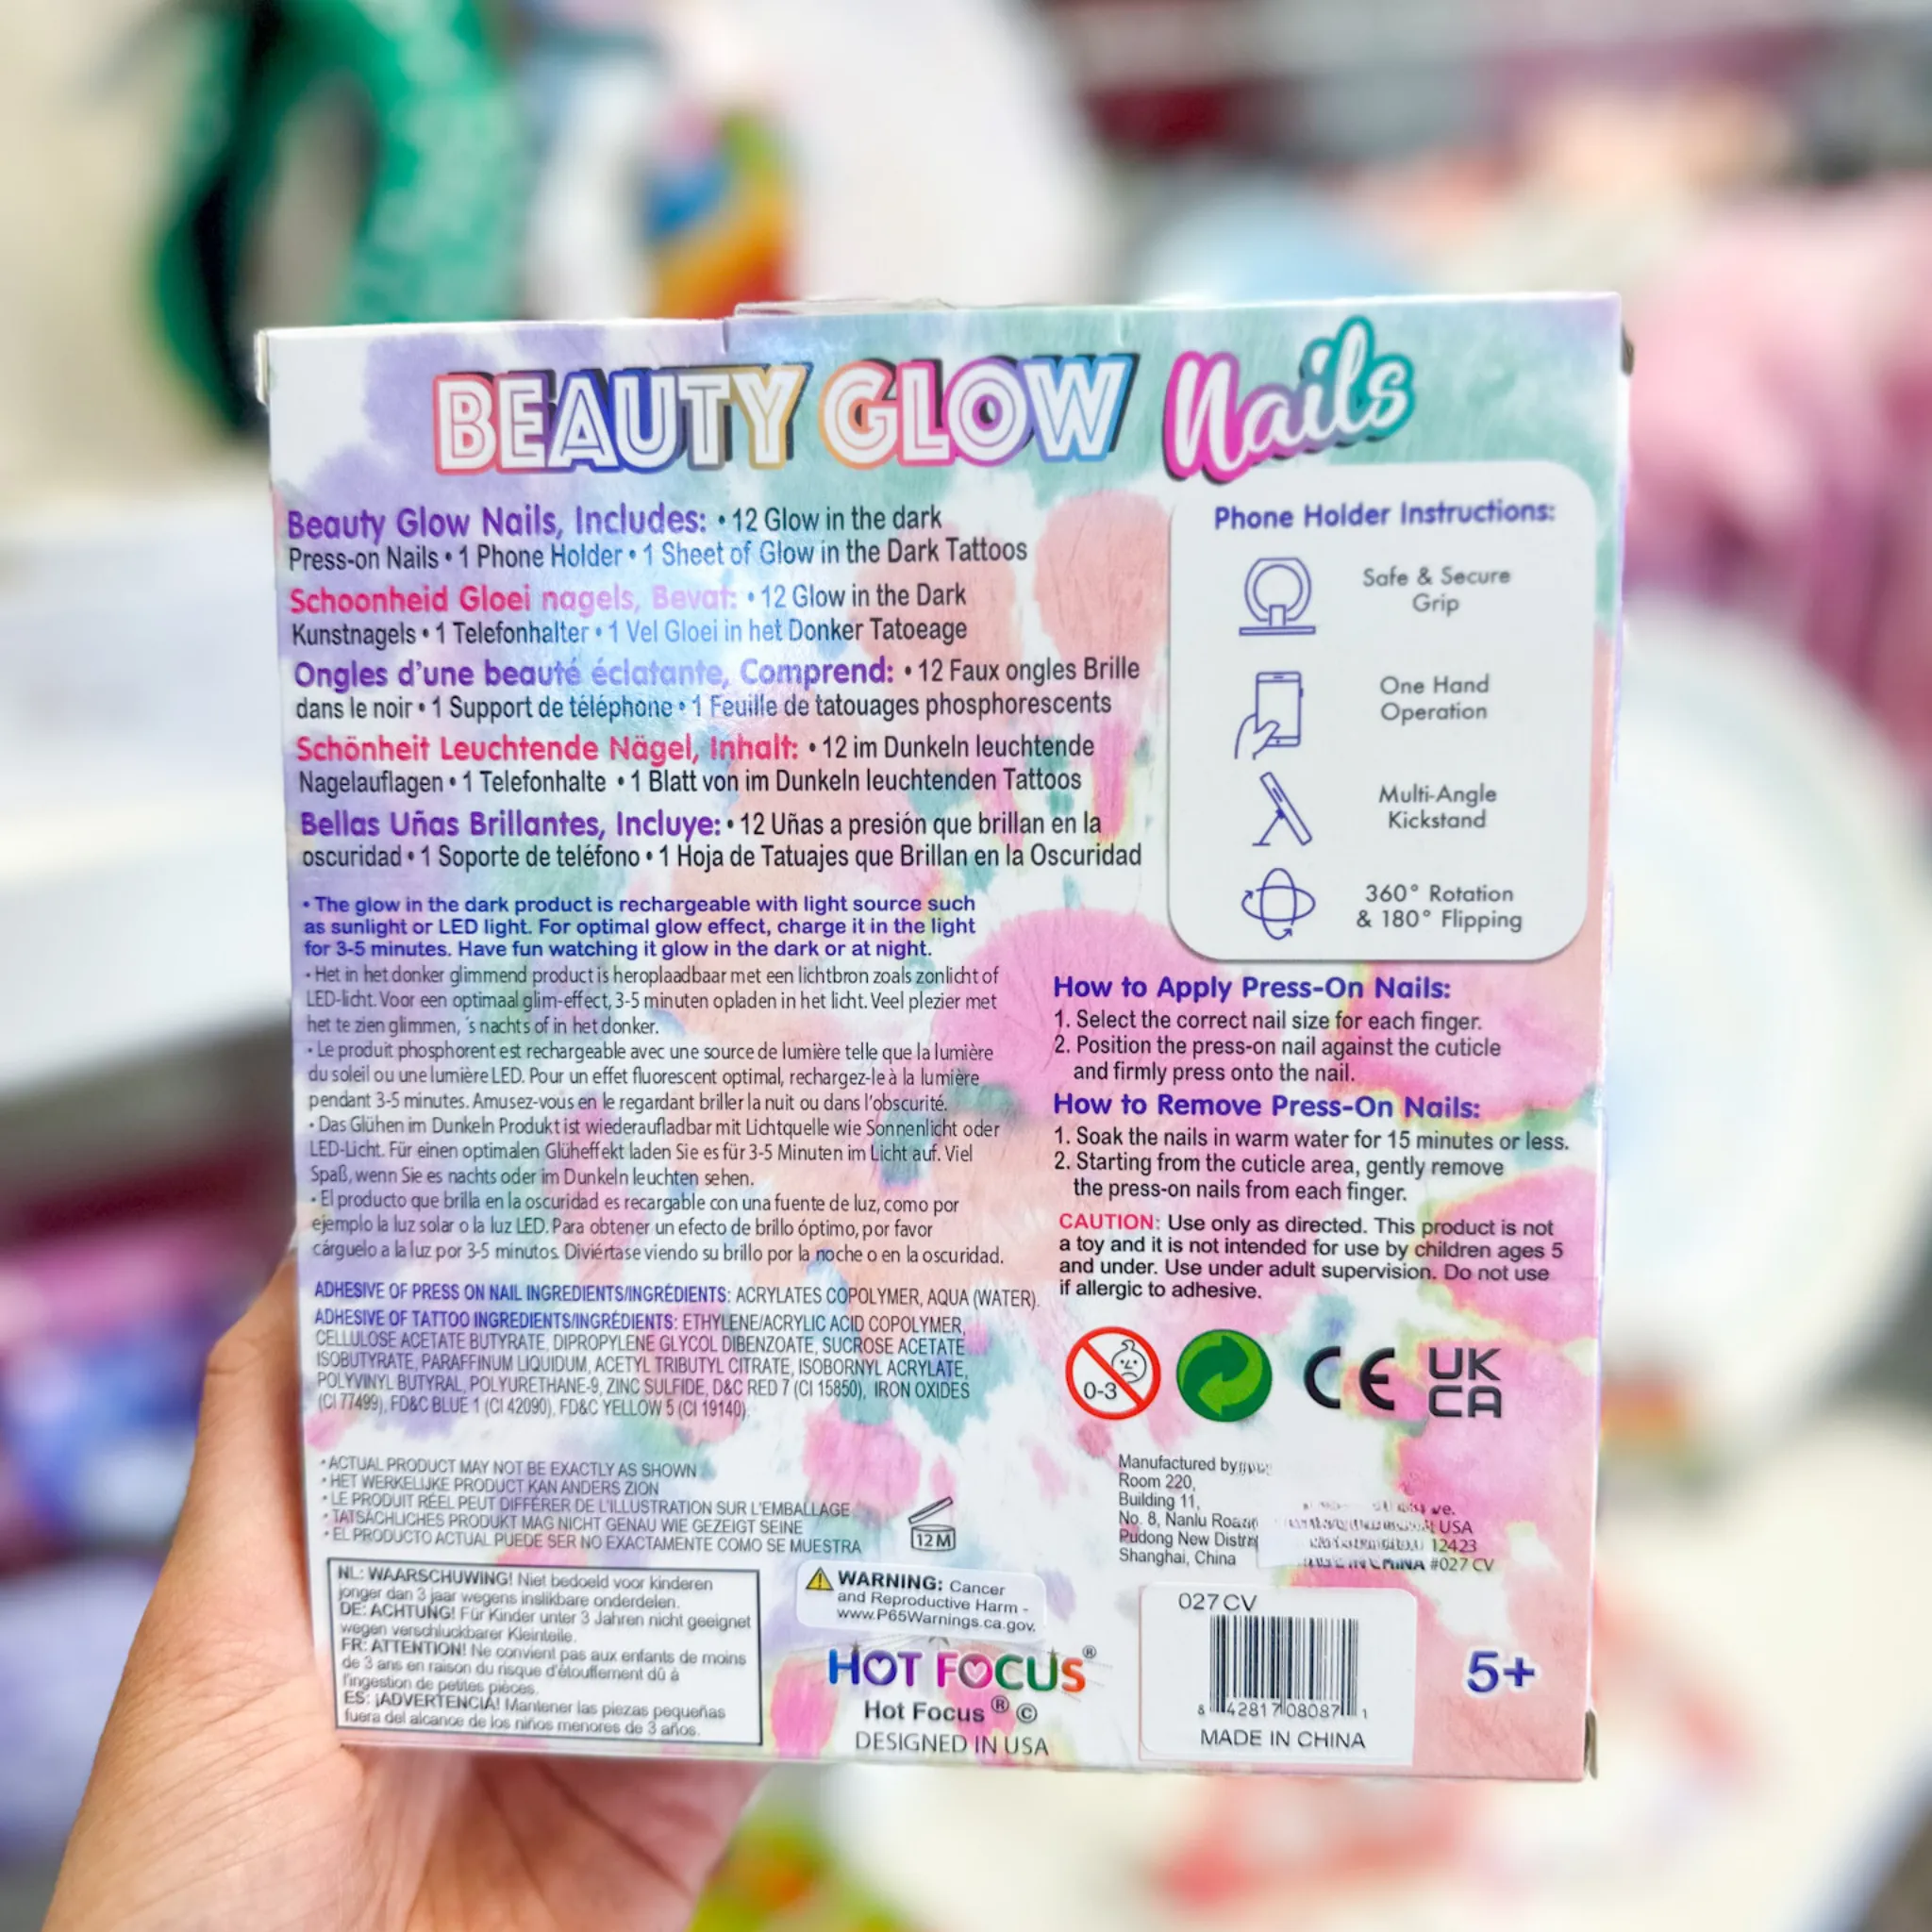 BEAUTY GLOW Nails
Beauty Glow Nails, Includes: • 12 Glow in the dark
Press-on Nails • 1 Phone Holder • 1 Sheet of Glow in the Dark Tattoos
Schoonheid Gloei nagels, Bevat: • 12 Glow in the Dark
Kunstnagels • 1 Telefonhalter • 1 Vel Gloei in het Donker Tatoeage
Ongles d'une beauté éclatante, Comprend: • 12 Faux ongles Brille
dans le noir • 1 Support de téléphone • 1 Feuille de tatouages phosphorescents
Schönheit Leuchtende Nägel, Inhalt: • 12 im Dunkeln leuchtende
Nagelauflagen • 1 Telefonhalte • 1 Blatt von im Dunkeln leuchtenden Tattoos
Bellas Uñas Brillantes, Incluye: • 12 Uñas a presión que brillan en la
oscuridad • 1 Soporte de teléfono • 1 Hoja de Tatuajes que Brillan en la Oscuridad
• The glow in the dark product is rechargeable with light source such
as sunlight or LED light. For optimal glow effect, charge it in the light
for 3-5 minutes. Have fun watching it glow in the dark or at night.
• Het in het donker glimmend product is heroplaadbaar met een lichtbron zoals zonlicht of
LED-licht. Voor een optimaal glim-effect, 3-5 minuten opladen in het licht. Veel plezier met
het te zien glimmen, ´s nachts of in het donker.
• Le produit phosphorent est rechargeable avec une source de lumière telle que la lumière
du soleil ou une lumière LED. Pour un effet fluorescent optimal, rechargez-le à la lumière
pendant 3-5 minutes. Amusez-vous en le regardant briller la nuit ou dans l'obscurité.
• Das Glühen im Dunkeln Produkt ist wiederaufladbar mit Lichtquelle wie Sonnenlicht oder
LED-Licht. Für einen optimalen Glüheffekt laden Sie es für 3-5 Minuten im Licht auf. Viel
Spaß, wenn Sie es nachts oder im Dunkeln leuchten sehen.
• El producto que brilla en la oscuridad es recargable con una fuente de luz, como por
ejemplo la luz solar o la luz LED. Para obtener un efecto de brillo óptimo, por favor
cárguelo a la luz por 3-5 minutos. Diviértase viendo su brillo por la noche o en la oscuridad.
ADHESIVE OF PRESS ON NAIL INGREDIENTS/INGRÉDIENTS: ACRYLATES COPOLYMER, AQUA (WATER).
ADHESIVE OF TATTOO INGREDIENTS/INGRÉDIENTS: ETHYLENE/ACRYLIC ACID COPOLYMER,
CELLULOSE ACETATE BUTYRATE, DIPROPYLENE GLYCOL DIBENZOATE, SUCROSE ACETATE
ISOBUTYRATE, PARAFFINUM LIQUIDUM, ACETYL TRIBUTYL CITRATE, ISOBORNYL ACRYLATE,
POLYVINYL BUTYRAL, POLYURETHANE-9, ZINC SULFIDE, D&C RED 7 (CI 15850), IRON OXIDES
(CI 77499), FD&C BLUE 1 (CI 42090), FD&C YELLOW 5 (CI 19140).
• ACTUAL PRODUCT MAY NOT BE EXACTLY AS SHOWN
• HET WERKELIJKE PRODUCT KAN ANDERS ZION
• LE PRODUIT RÉEL PEUT DIFFÉRER DE L'ILLUSTRATION SUR L'EMBALLAGE
• TATSÄCHLICHES PRODUKT MAG NICHT GENAU WIE GEZEIGT SEINE
• EL PRODUCTO ACTUAL PUEDE SER NO EXACTAMENTE COMO SE MUESTRA
12M
NL: WAARSCHUWING! Niet bedoeld voor kinderen
jonger dan 3 jaar wegens inslikbare onderdelen.
DE: ACHTUNG! Für Kinder unter 3 Jahren nicht geeignet
wegen verschluckbarer Kleinteile.
FR: ATTENTION! Ne convient pas aux enfants de moins
de 3 ans en raison du risque d'étouffement dû à
l'ingestion de petites pièces.
ES: ¡ADVERTENCIA! Mantener las piezas pequeñas
fuera del alcance de los niños menores de 3 años.
WARNING: Cancer
and Reproductive Harm -
www.P65Warnings.ca.gov.
HOT FOCUS®
Hot Focus ® ©
DESIGNED IN USA
Phone Holder Instructions:
Safe & Secure
Grip
One Hand
Operation
Multi-Angle
Kickstand
360° Rotation
& 180° Flipping
How to Apply Press-On Nails:
1. Select the correct nail size for each finger.
2. Position the press-on nail against the cuticle
and firmly press onto the nail.
How to Remove Press-On Nails:
1. Soak the nails in warm water for 15 minutes or less.
2. Starting from the cuticle area, gently remove
the press-on nails from each finger.
CAUTION: Use only as directed. This product is not
a toy and it is not intended for use by children ages 5
and under. Use under adult supervision. Do not use
if allergic to adhesive.
0-3
CE
UK
CA
Manufactured by
Room 220,
Building 11,
No. 8, Nanlu Road
Pudong New
Shanghai, China
USA
12423
CHINA #027 CV
027 CV
8 42817 08087 1
MADE IN CHINA
5+